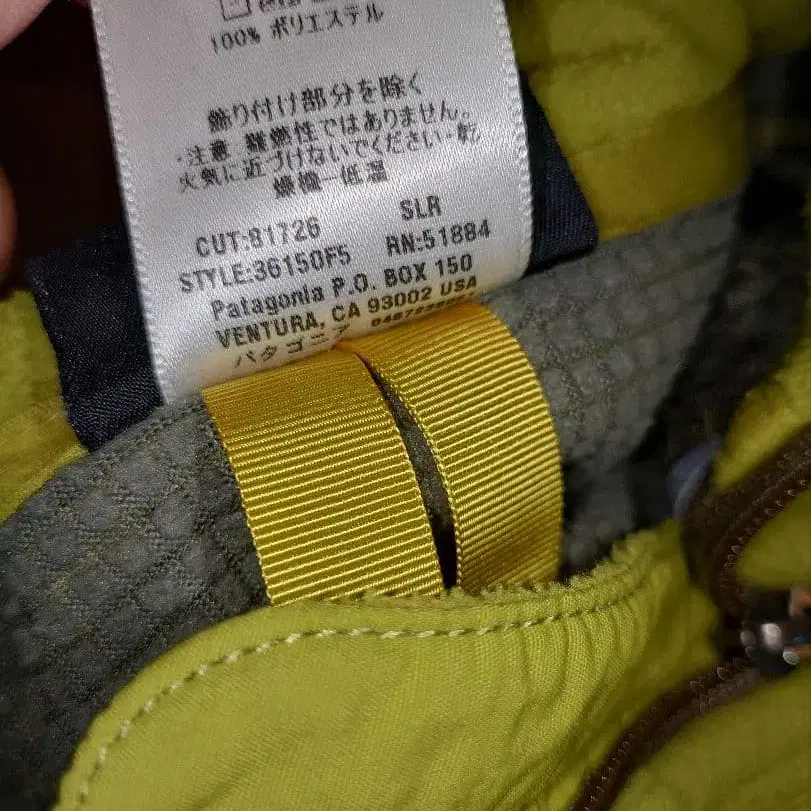 100% ポリエステル
飾り付け部分を除く
・注意 難燃性ではありません。
火気に近づけないでください-乾
燥機-低温
CUT:81726 SLR
STYLE:36150F5 RN:51884
Patagonia P.O. BOX 150
VENTURA, CA 93002 USA
パタゴニア